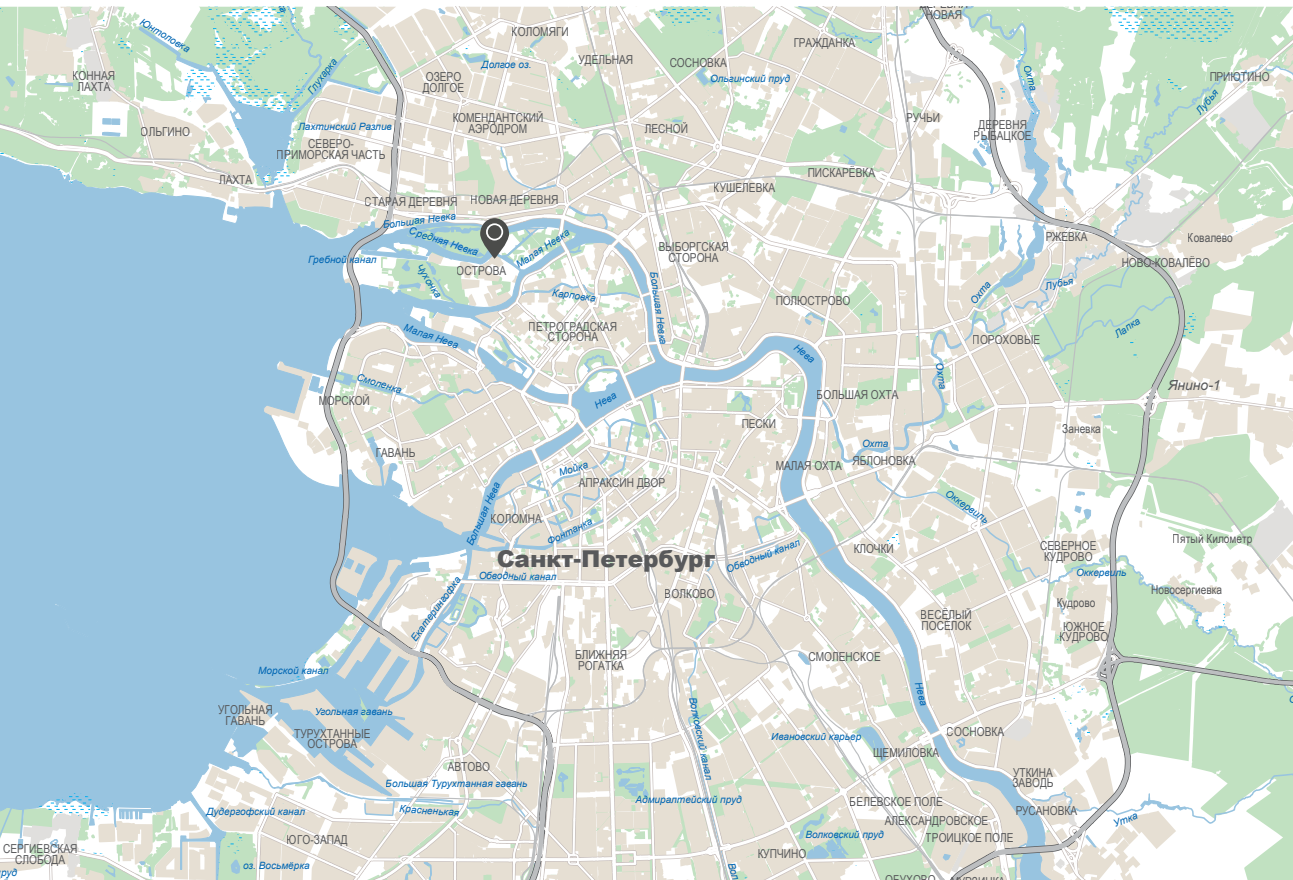 НОВАЯ
Юнтоловка
КОЛОМЯГИ
ГРАЖДАНКА
УДЕЛЬНАЯ
СОСНОВКА
Долгое оз.
Ольгинский пруд
КОННАЯ
ЛАХТА
Глухарка
ОЗЕРО
ДОЛГОЕ
Охта
ПРИЮТИНО
Лубья
КОМЕНДАНТСКИЙ
АЭРОДРОМ
РУЧЬИ
ДЕРЕВНЯ
РЫБАЦКОЕ
ОЛЬГИНО
Лахтинский Разлив
ЛЕСНОЙ
СЕВЕРО-
ПРИМОРСКАЯ ЧАСТЬ
ПИСКАРЁВКА
ЛАХТА
КУШЕЛЕВКА
СТАРАЯ ДЕРЕВНЯ
НОВАЯ ДЕРЕВНЯ
Большая Невка
Средняя Невка
Малая Невка
РЖЕВКА
Ковалево
ВЫБОРГСКАЯ
СТОРОНА
Гребной канал
НОВО-КОВАЛЁВО
ОСТРОВА
Чухонка
Большая Невка
Карповка
ПОЛЮСТРОВО
Охта
Лубья
Лапка
ПЕТРОГРАДСКАЯ
СТОРОНА
Малая Нева
ПОРОХОВЫЕ
Нева
Смоленка
Охта
Янино-1
МОРСКОЙ
Нева
БОЛЬШАЯ ОХТА
ПЕСКИ
Заневка
ГАВАНЬ
Охта
Мойка
МАЛАЯ ОХТА
ЯБЛОНОВКА
АПРАКСИН ДВОР
Большая Нева
Оккервиль
КОЛОМНА
Фонтанка
Санкт-Петербург
Обводный канал
КЛОЧКИ
СЕВЕРНОЕ
КУДРОВО
Пятый Километр
Обводный канал
Оккервиль
ВОЛКОВО
Новосергиевка
Екатерингофка
Кудрово
ВЕСЁЛЫЙ
ПОСЁЛОК
ЮЖНОЕ
КУДРОВО
БЛИЖНЯЯ
РОГАТКА
СМОЛЕНСКОЕ
Морской канал
Нева
УГОЛЬНАЯ
ГАВАНЬ
Угольная гавань
Волковский канал
ТУРУХТАННЫЕ
ОСТРОВА
Ивановский карьер
СОСНОВКА
ЩЕМИЛОВКА
АВТОВО
УТКИНА
ЗАВОДЬ
Большая Турухтанная гавань
Адмиралтейский пруд
БЕЛЕВСКОЕ ПОЛЕ
Дудергофский канал
Красненькая
РУСАНОВКА
Утка
АЛЕКСАНДРОВСКОЕ
Волковский пруд
ТРОИЦКОЕ ПОЛЕ
ЮГО-ЗАПАД
СЕРГИЕВСКАЯ
СЛОБОДА
КУПЧИНО
оз. Восьмёрка